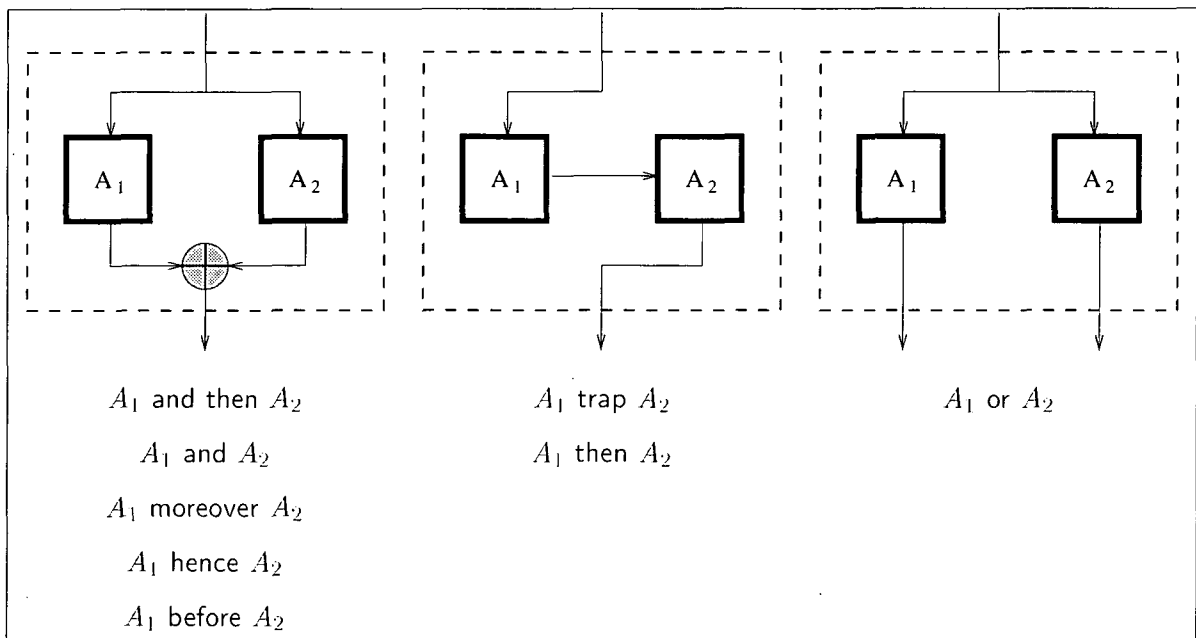 A₁ A₂
A₁ A₂
A₁ A₂
A₁ and then A₂
A₁ and A₂
A₁ moreover A₂
A₁ hence A₂
A₁ before A₂
A₁ trap A₂
A₁ then A₂
A₁ or A₂